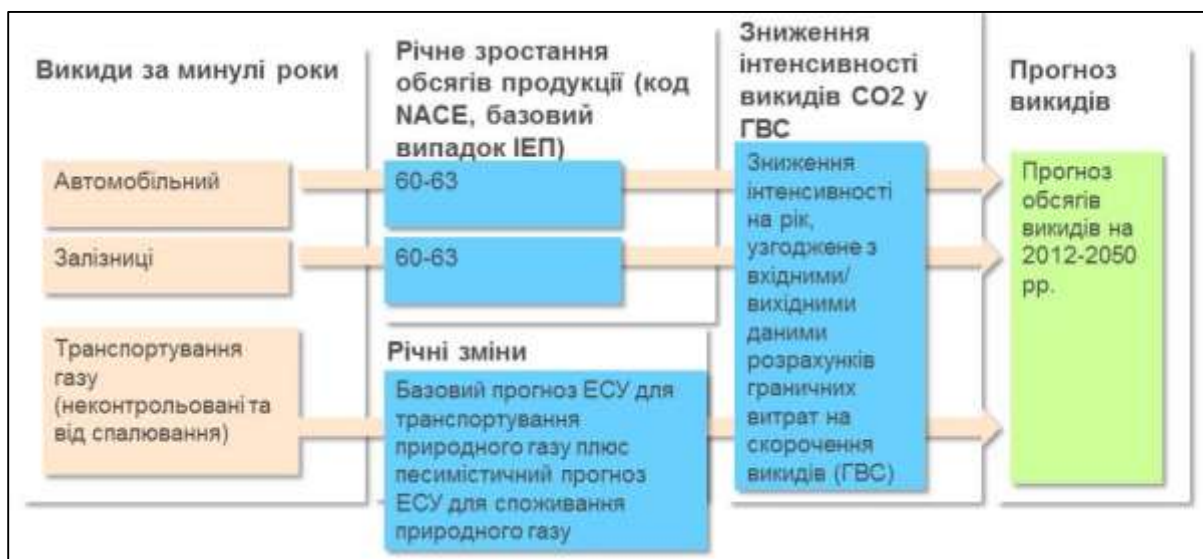 Викиди за минулі роки
Автомобільний
Залізниці
Транспортування
газу
(неконтрольовані та
від спалювання)
Річне зростання
обсягів продукції (код
NACE, базовий
випадок ІЕП)
60-63
60-63
Річні зміни
Базовий прогноз ЕСУ для
транспортування
природного газу плюс
песимістичний прогноз
ЕСУ для споживання
природного газу
Зниження
інтенсивності
викидів СО2 у
ГВС
Зниження
інтенсивності
на рік,
узгоджене з
вхідними/
вихідними
даними
розрахунків
граничних
витрат на
скорочення
викидів (ГВС)
Прогноз
викидів
Прогноз
обсягів
викидів на
2012-2050
рр.